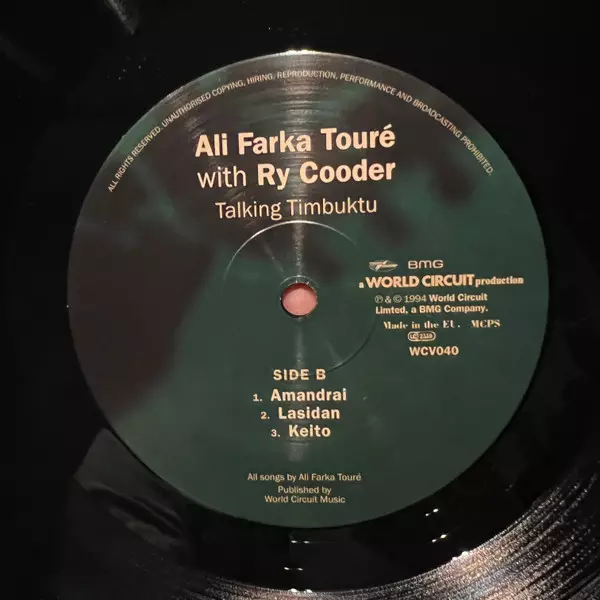 ALL RIGHTS RESERVED. UNAUTHORISED COPYING, HIRING, REPRODUCTION, PERFORMANCE AND BROADCASTING PROHIBITED.
Ali Farka Touré
with Ry Cooder
Talking Timbuktu
BMG
a WORLD CIRCUIT production
℗ & © 1994 World Circuit
Limted, a BMG Company.
Made in the EU. MCPS
WCV040
SIDE B
1. Amandrai
2. Lasidan
3. Keito
All songs by Ali Farka Touré
Published by
World Circuit Music